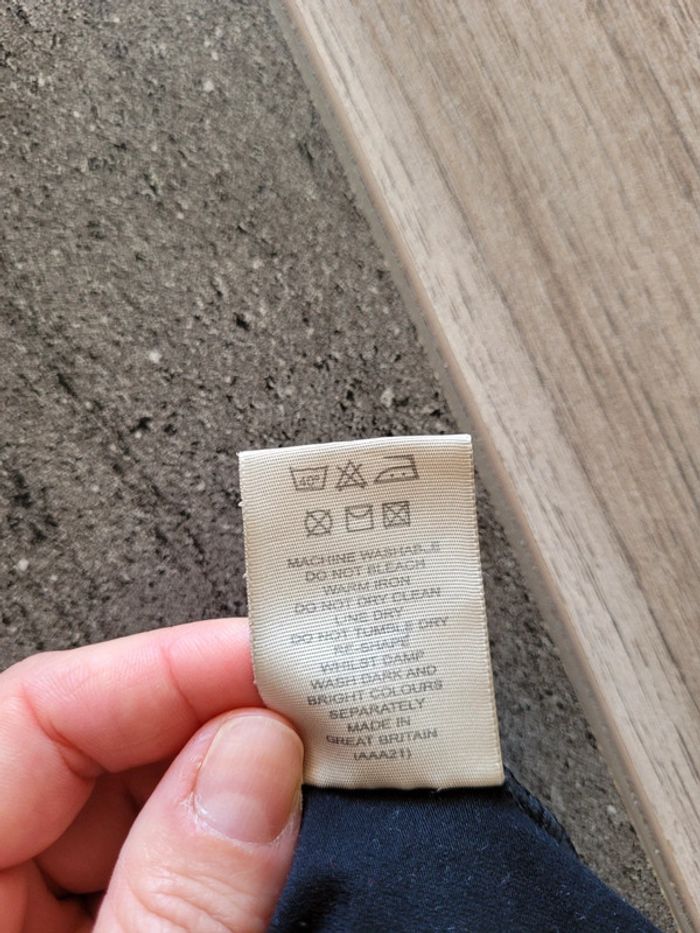 40°
MACHINE WASHABLE
DO NOT BLEACH
WARM IRON
DO NOT DRY CLEAN
LINE DRY
DO NOT TUMBLE DRY
RE-SHAPE
WHILST DAMP
WASH DARK AND
BRIGHT COLOURS
SEPARATELY
MADE IN
GREAT BRITAIN
(AAA21)